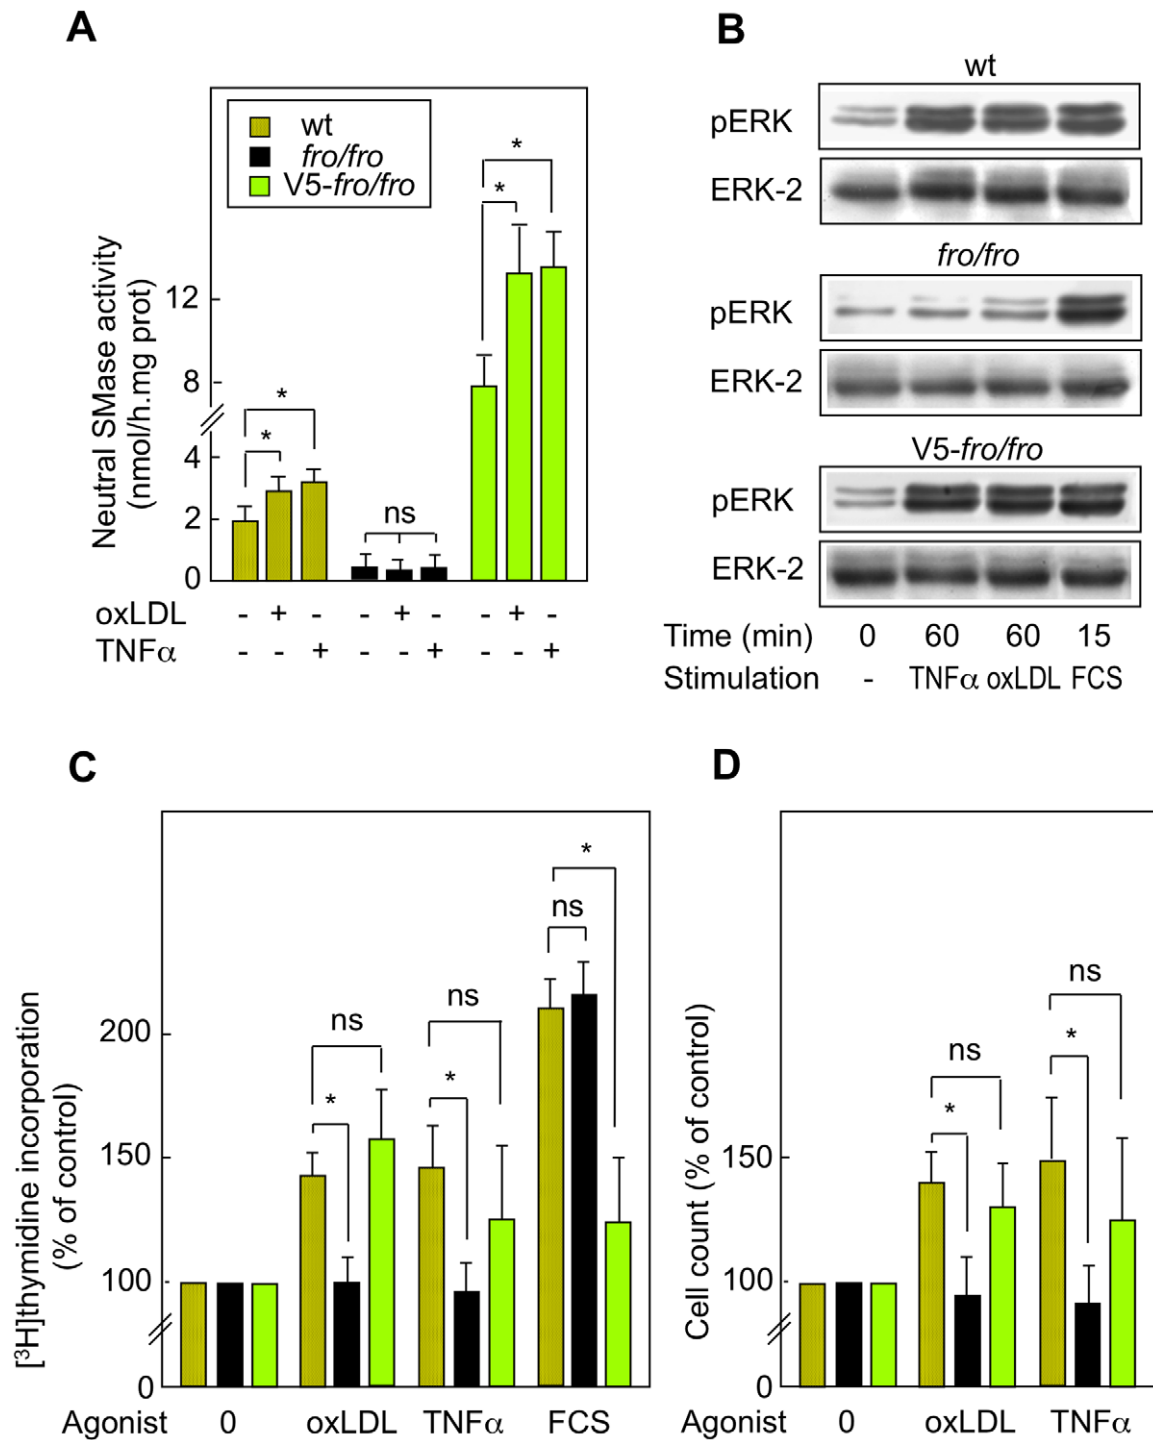 A
wt
fro/fro
V5-fro/fro
Neutral SMase activity
(nmol/h.mg prot)
12
8
4
2
0
*
*
ns
*
*
oxLDL - + - - + - - + -
TNFα - - + - - + - - +
B
wt
pERK
ERK-2
fro/fro
pERK
ERK-2
V5-fro/fro
pERK
ERK-2
Time (min) 0 60 60 15
Stimulation - TNFα oxLDL FCS
C
[³H]thymidine incorporation
(% of control)
200
150
100
0
ns
*
ns
*
*
ns
Agonist 0 oxLDL TNFα FCS
D
Cell count (% of control)
150
100
0
ns
*
ns
*
Agonist 0 oxLDL TNFα